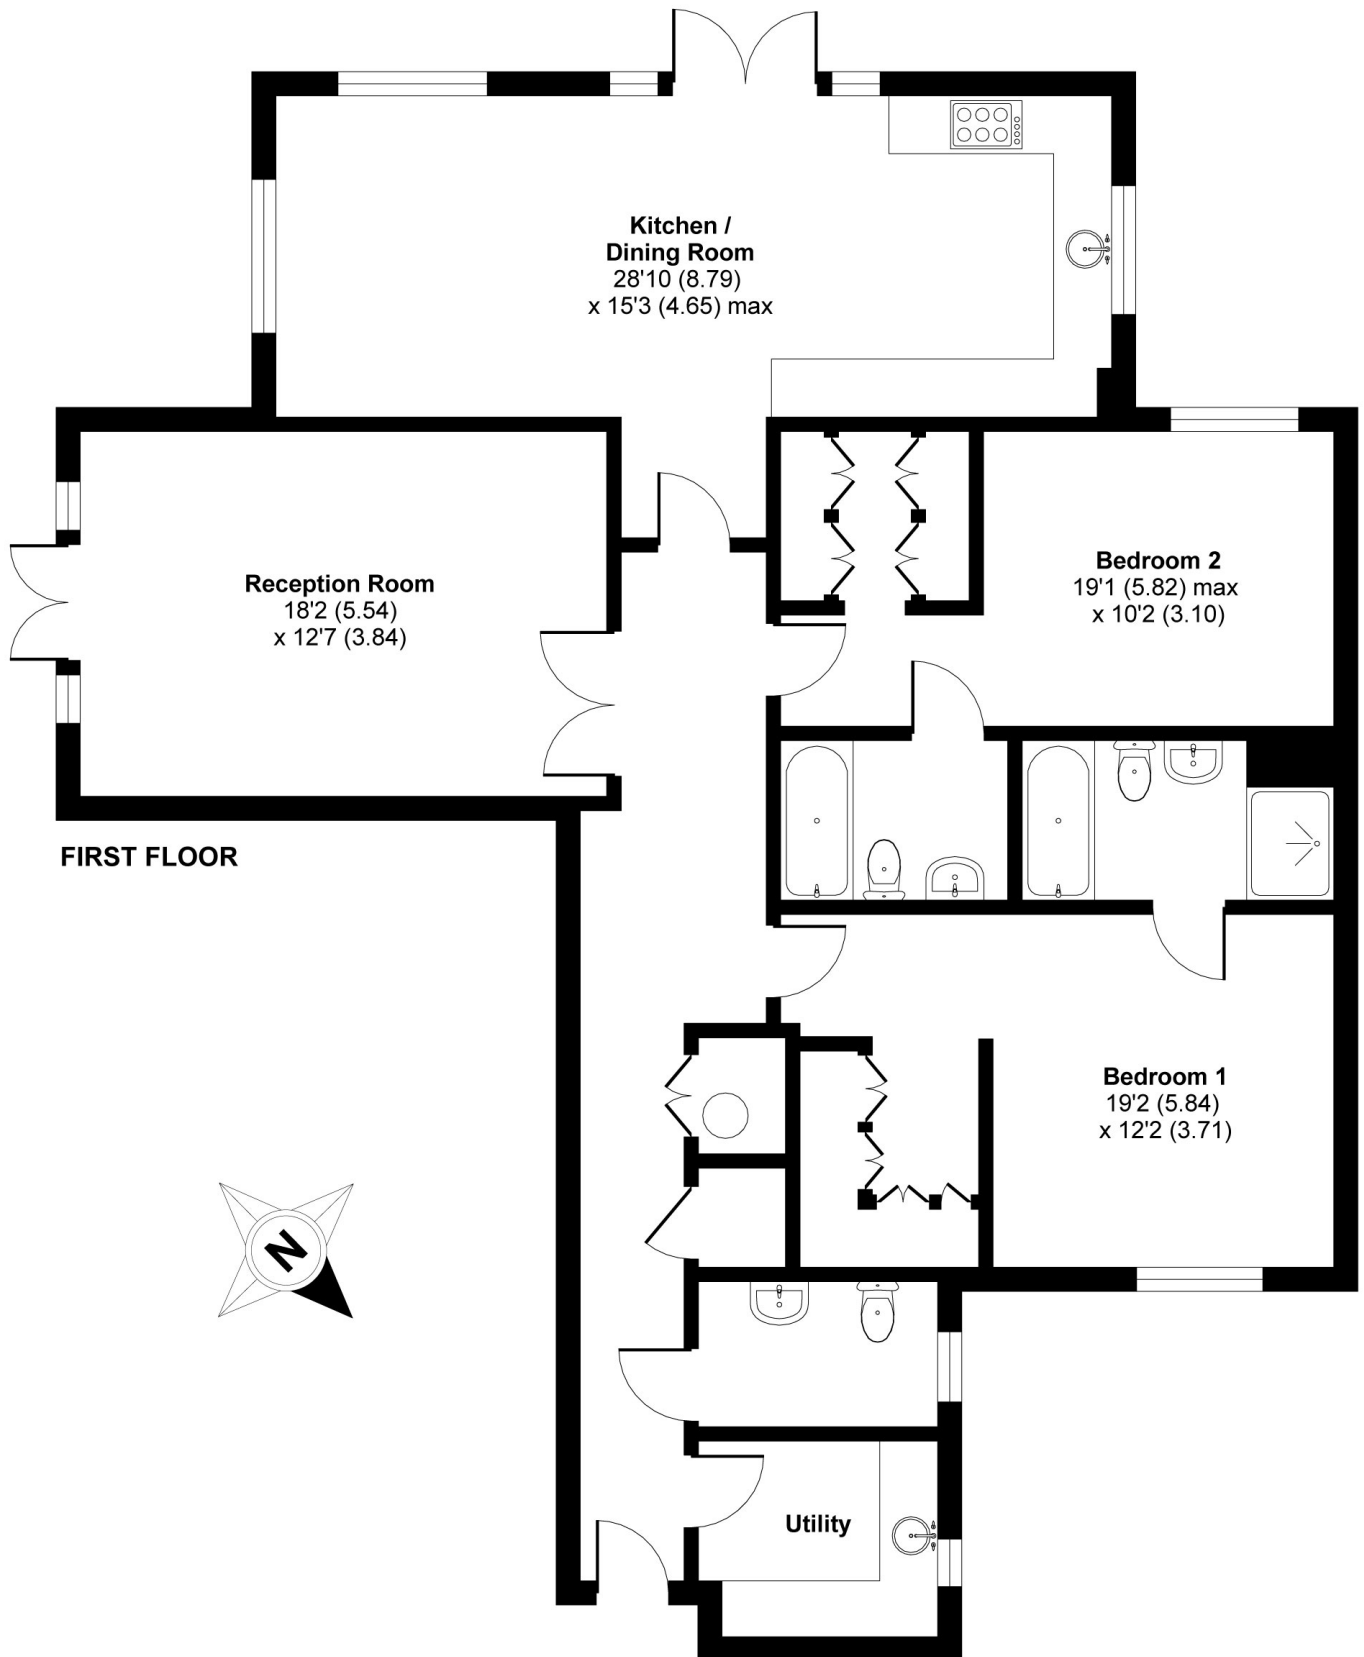 Kitchen /
Dining Room
28'10 (8.79)
x 15'3 (4.65) max
Reception Room
18'2 (5.54)
x 12'7 (3.84)
Bedroom 2
19'1 (5.82) max
x 10'2 (3.10)
FIRST FLOOR
Bedroom 1
19'2 (5.84)
x 12'2 (3.71)
N
Utility